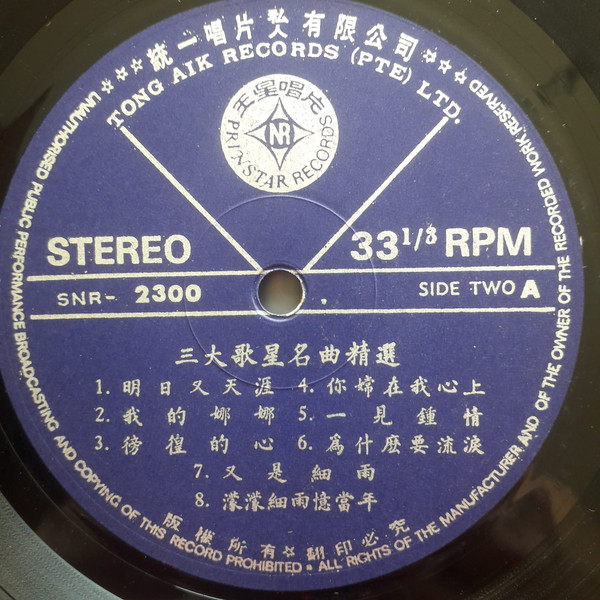 統一唱片私人有限公司
TONG AIK RECORDS (PTE) LTD.
王星唱片
NR
PRINSTAR RECORDS
STEREO
33 1/3 RPM
SNR- 2300
SIDE TWO A
三大歌星名曲精選
1. 明日又天涯 4. 你嫦在我心上
2. 我的娜娜 5. 一見鍾情
3. 徬徨的心 6. 爲什麽要流淚
7. 又是細雨
8. 濛濛細雨憶當年
版權所有☆翻印必究
UNAUTHORISED PUBLIC PERFORMANCE BROADCASTING AND COPYING OF THIS RECORD PROHIBITED • ALL RIGHTS OF THE MANUFACTURER AND OF THE OWNER OF THE RECORDED WORK RESERVED